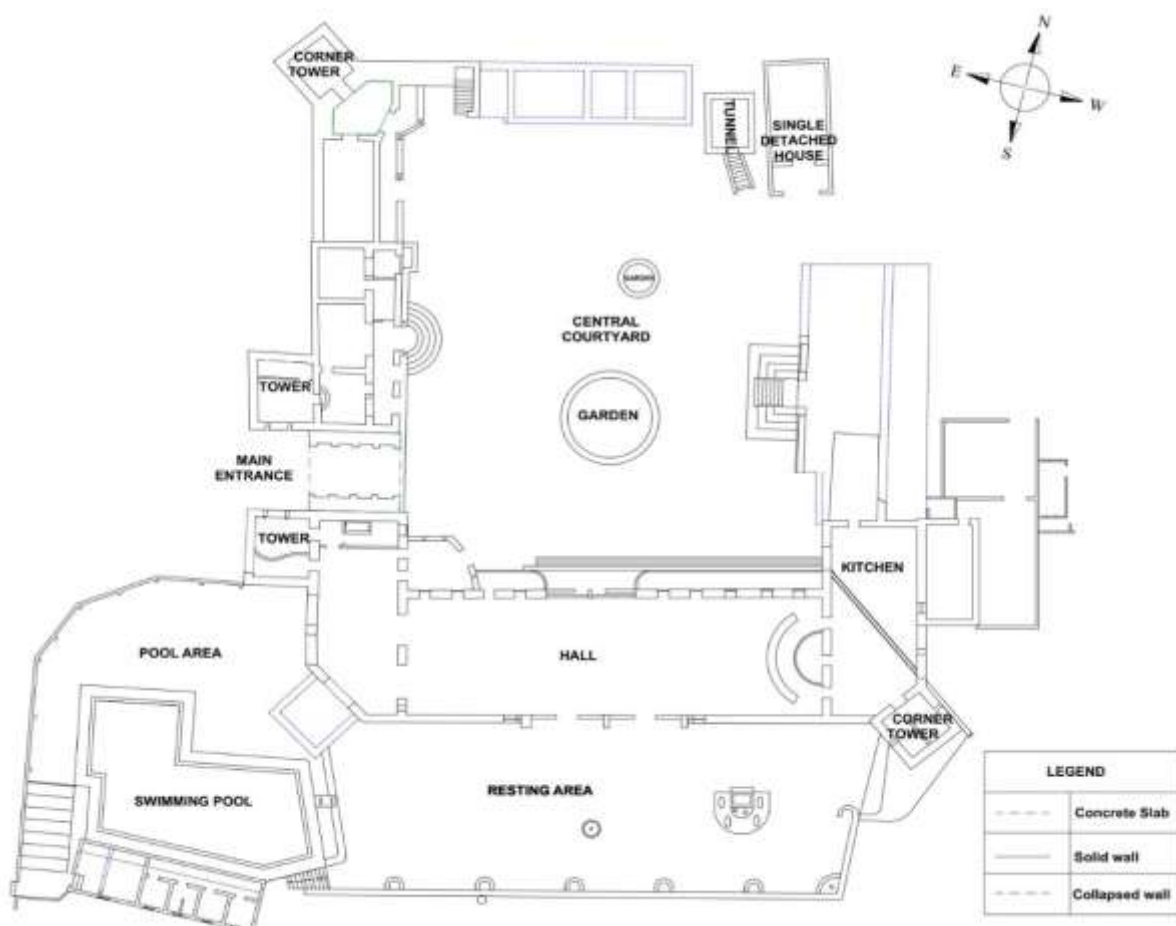 CORNER
TOWER
N
E
W
S
TUNNEL
SINGLE
DETACHED
HOUSE
GARDEN
CENTRAL
COURTYARD
TOWER
GARDEN
MAIN
ENTRANCE
TOWER
KITCHEN
POOL AREA
HALL
CORNER
TOWER
SWIMMING POOL
RESTING AREA
LEGEND
Concrete Slab
Solid wall
Collapsed wall